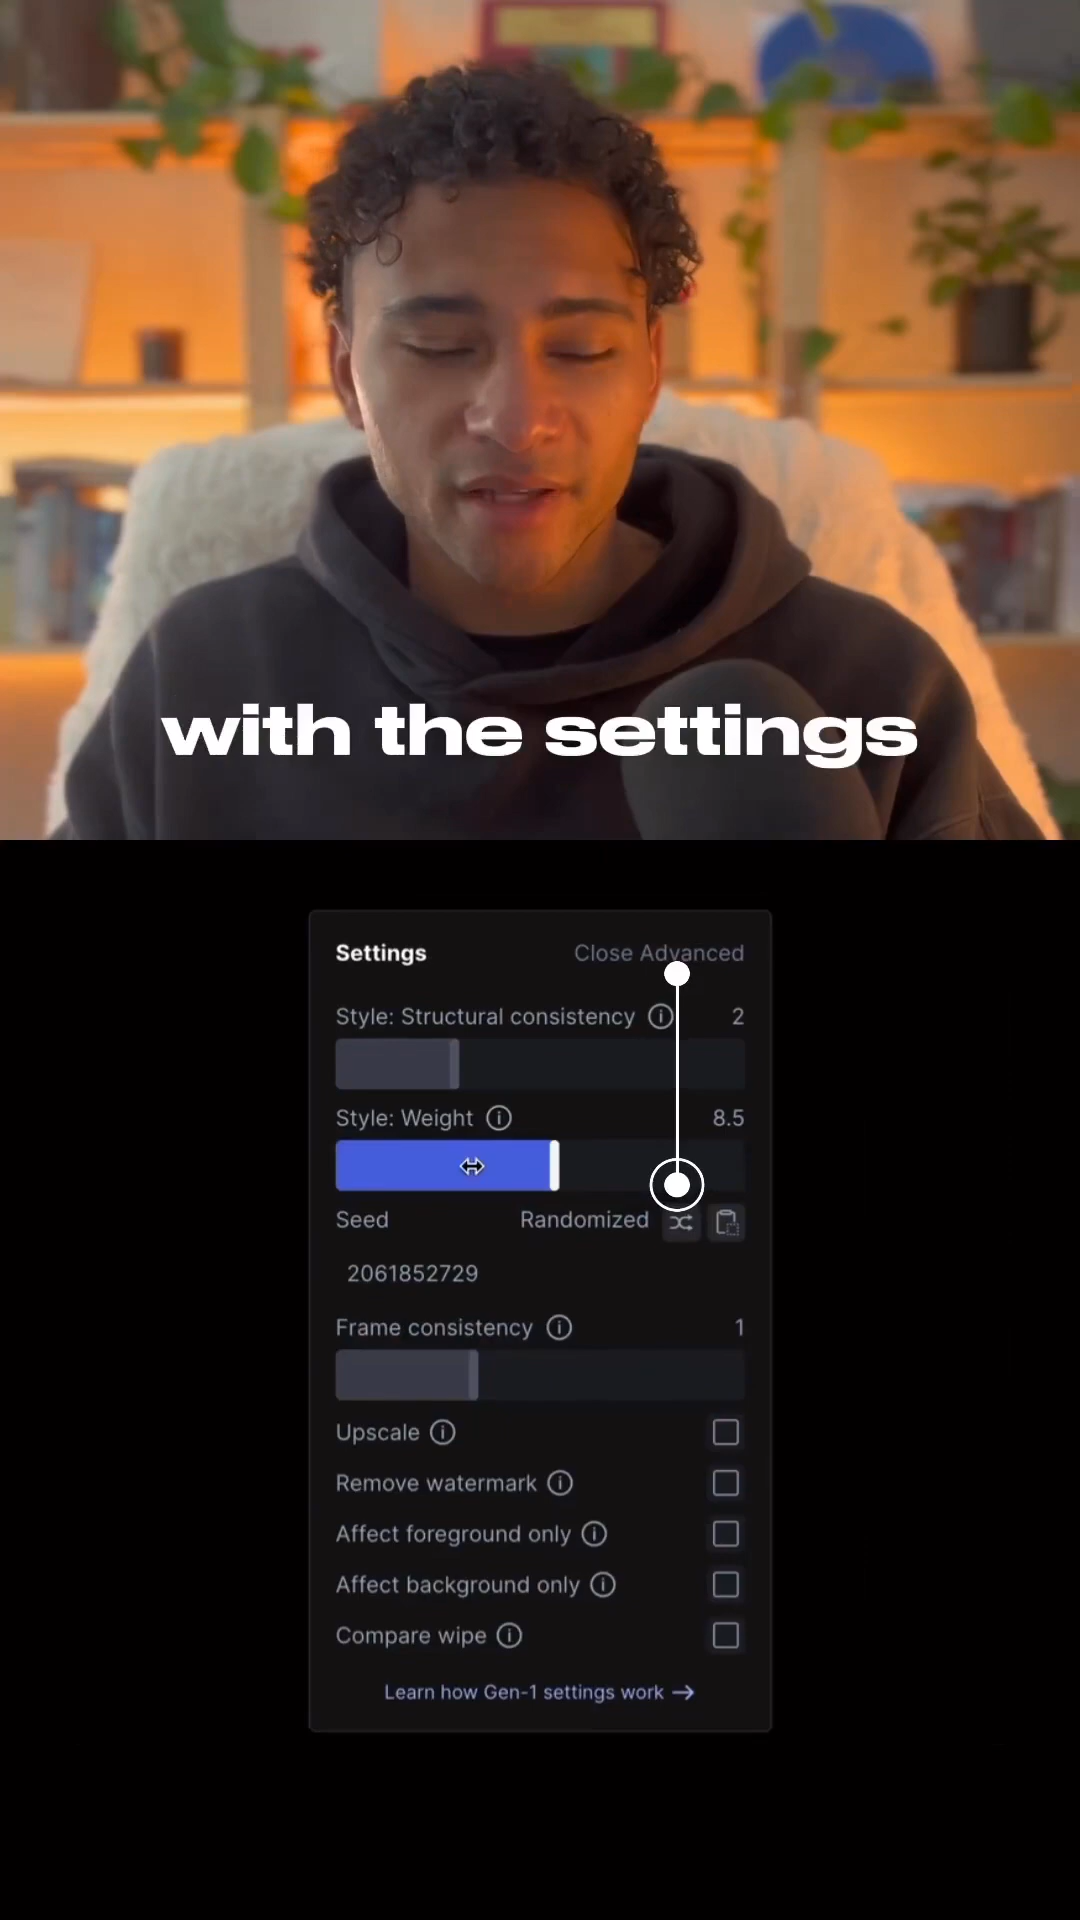 with the settings
Settings Close Advanced
Style: Structural consistency 2
Style: Weight 8.5
Seed Randomized
2061852729
Frame consistency 1
Upscale
Remove watermark
Affect foreground only
Affect background only
Compare wipe
Learn how Gen-1 settings work →